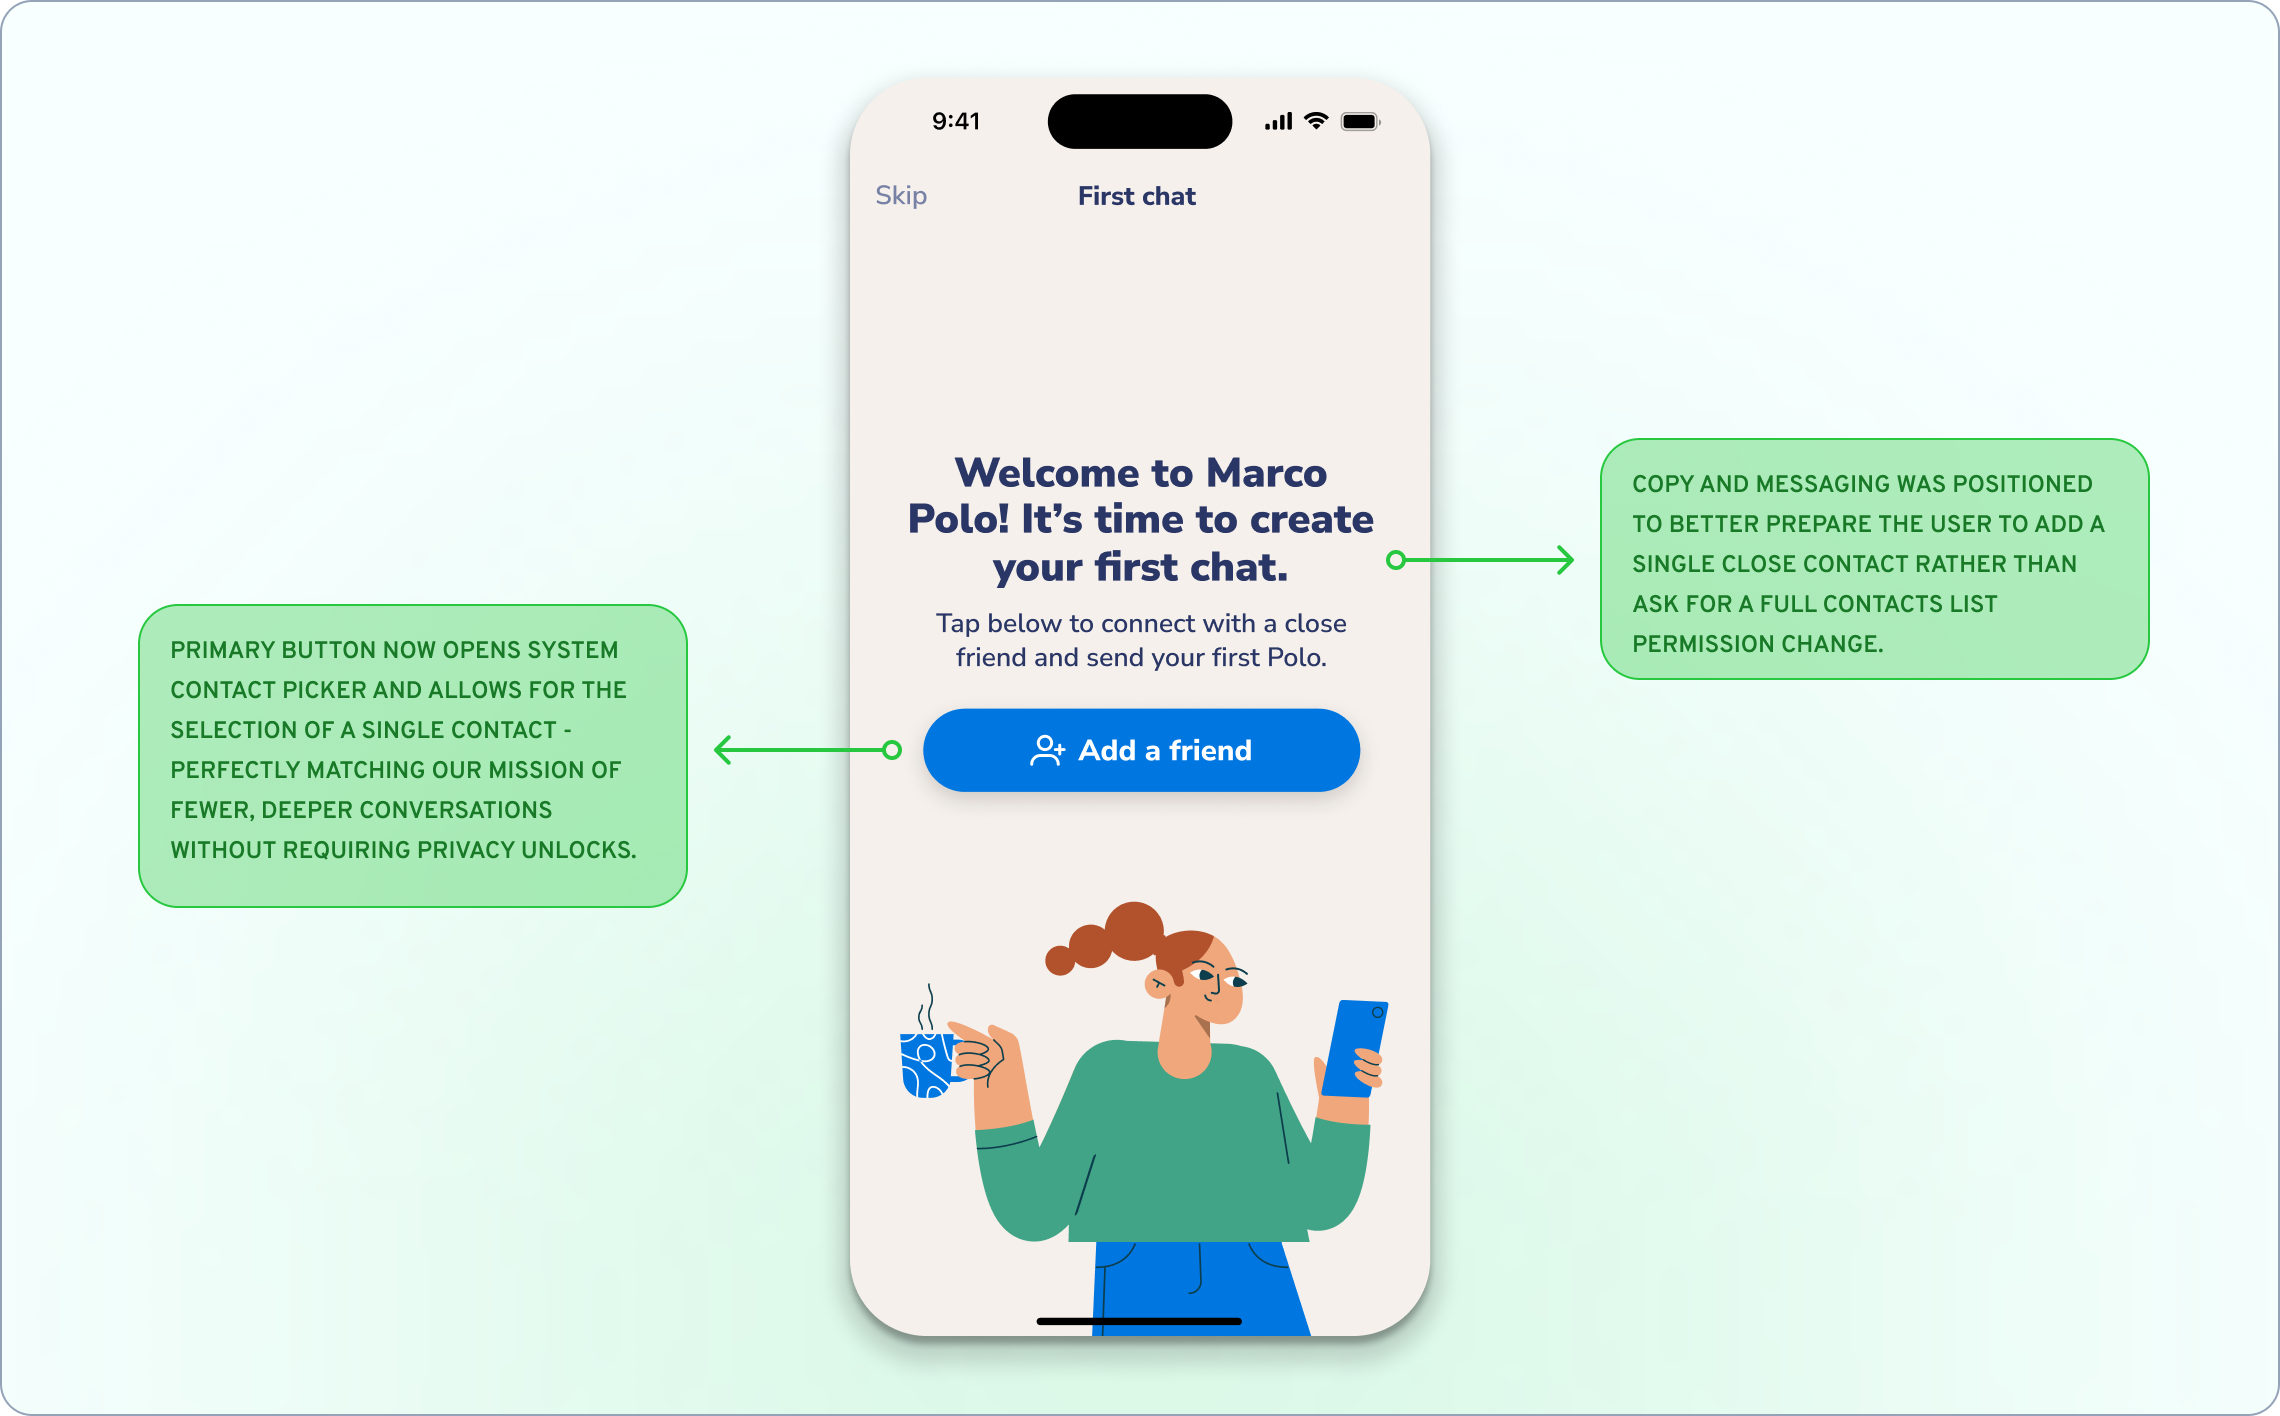 9:41
Skip
First chat
Welcome to Marco
Polo! It’s time to create
your first chat.
Tap below to connect with a close
friend and send your first Polo.
Add a friend
PRIMARY BUTTON NOW OPENS SYSTEM
CONTACT PICKER AND ALLOWS FOR THE
SELECTION OF A SINGLE CONTACT -
PERFECTLY MATCHING OUR MISSION OF
FEWER, DEEPER CONVERSATIONS
WITHOUT REQUIRING PRIVACY UNLOCKS.
COPY AND MESSAGING WAS POSITIONED
TO BETTER PREPARE THE USER TO ADD A
SINGLE CLOSE CONTACT RATHER THAN
ASK FOR A FULL CONTACTS LIST
PERMISSION CHANGE.